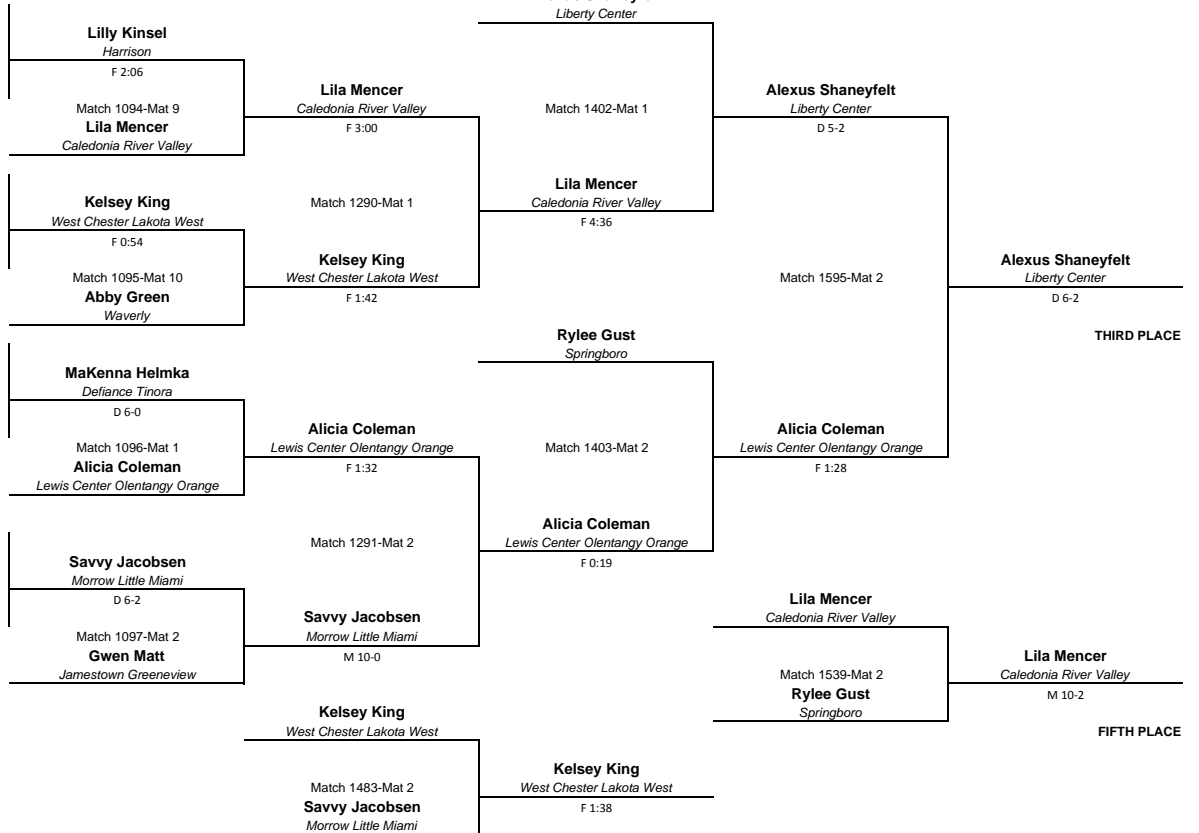 Liberty Center
Lilly Kinsel
Harrison
F 2:06
Match 1094-Mat 9
Lila Mencer
Caledonia River Valley
Kelsey King
West Chester Lakota West
F 0:54
Match 1095-Mat 10
Abby Green
Waverly
MaKenna Helmka
Defiance Tinora
D 6-0
Match 1096-Mat 1
Alicia Coleman
Lewis Center Olentangy Orange
Savvy Jacobsen
Morrow Little Miami
D 6-2
Match 1097-Mat 2
Gwen Matt
Jamestown Greeneview
Lila Mencer
Caledonia River Valley
F 3:00
Match 1290-Mat 1
Kelsey King
West Chester Lakota West
F 1:42
Alicia Coleman
Lewis Center Olentangy Orange
F 1:32
Match 1291-Mat 2
Savvy Jacobsen
Morrow Little Miami
M 10-0
Kelsey King
West Chester Lakota West
Match 1483-Mat 2
Savvy Jacobsen
Morrow Little Miami
Match 1402-Mat 1
Lila Mencer
Caledonia River Valley
F 4:36
Rylee Gust
Springboro
Match 1403-Mat 2
Alicia Coleman
Lewis Center Olentangy Orange
F 0:19
Kelsey King
West Chester Lakota West
F 1:38
Alexus Shaneyfelt
Liberty Center
D 5-2
Match 1595-Mat 2
Alicia Coleman
Lewis Center Olentangy Orange
F 1:28
Lila Mencer
Caledonia River Valley
Match 1539-Mat 2
Rylee Gust
Springboro
Alexus Shaneyfelt
Liberty Center
D 6-2
THIRD PLACE
Lila Mencer
Caledonia River Valley
M 10-2
FIFTH PLACE